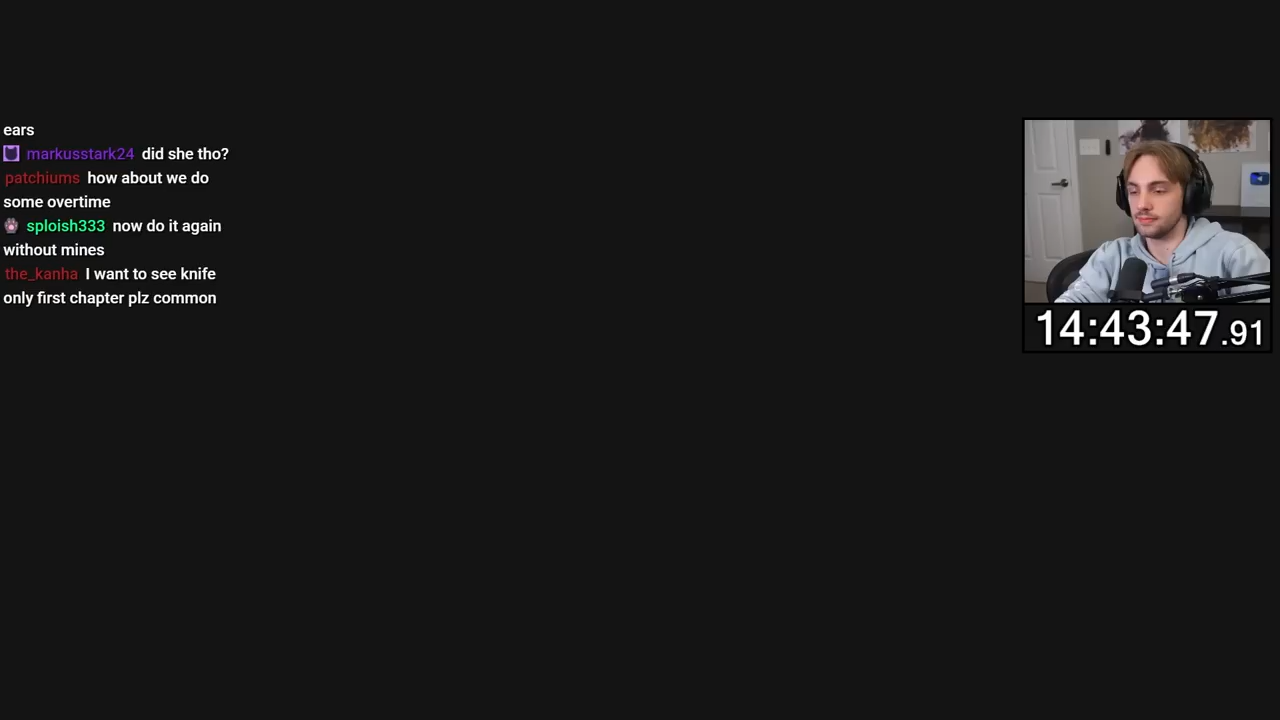 ears
markusstark24 did she tho?
patchiums how about we do
some overtime
sploish333 now do it again
without mines
the_kanha I want to see knife
only first chapter plz common
14:43:47.91